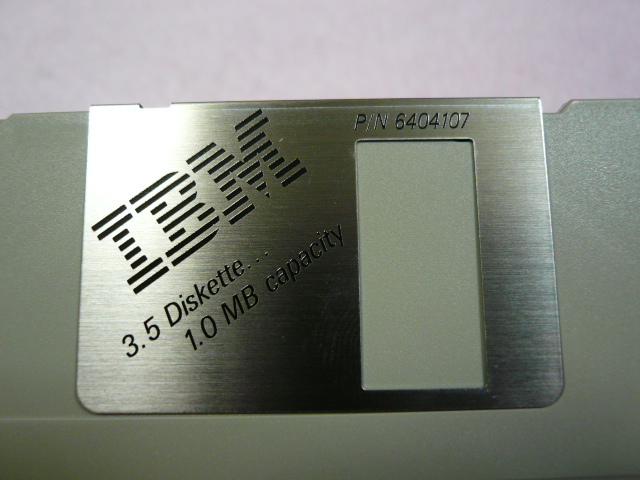 P/N 6404107
IBM
3.5 Diskette...
1.0 MB capacity